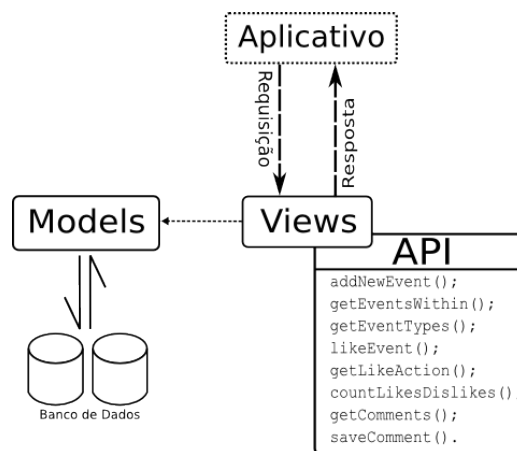 Aplicativo
Requisição
Resposta
Models
Views
API
addNewEvent();
getEventsWithin();
getEventTypes();
likeEvent();
getLikeAction();
countLikesDislikes();
getComments();
saveComment().
Banco de Dados